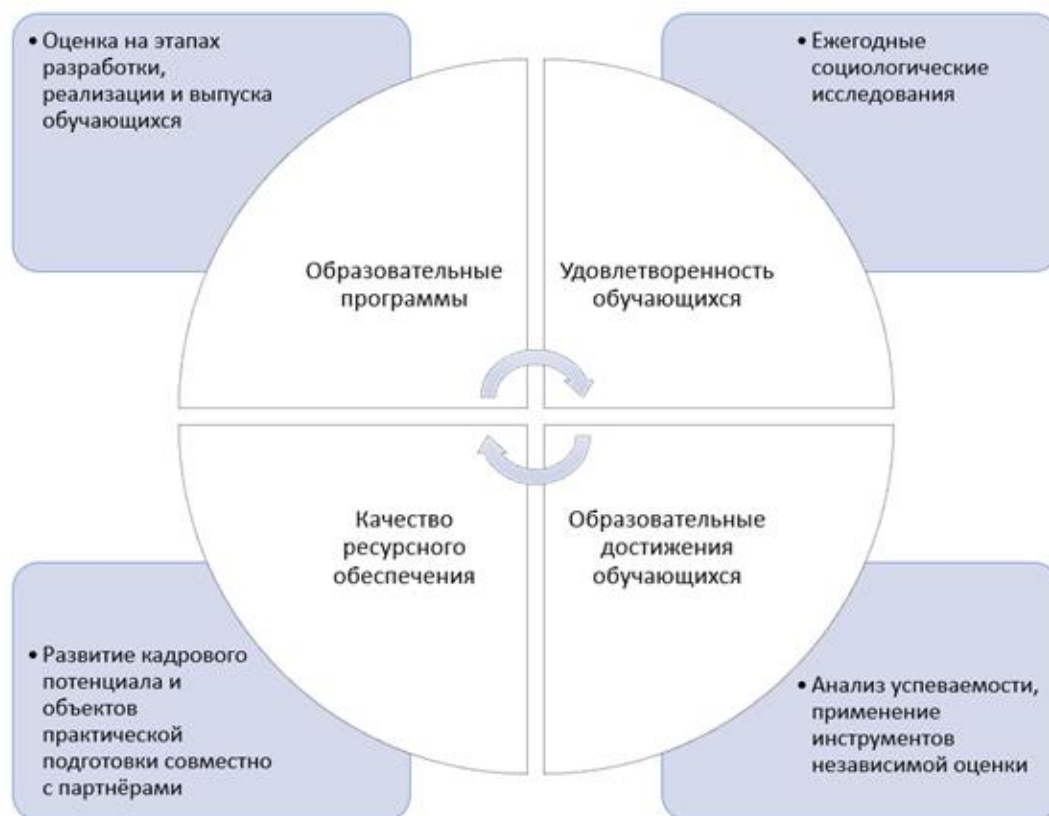 • Оценка на этапах
разработки,
реализации и выпуска
обучающихся
• Ежегодные
социологические
исследования
Образовательные
программы
Удовлетворенность
обучающихся
Качество
ресурсного
обеспечения
Образовательные
достижения
обучающихся
• Развитие кадрового
потенциала и
объектов
практической
подготовки совместно
с партнёрами
• Анализ успеваемости,
применение
инструментов
независимой оценки